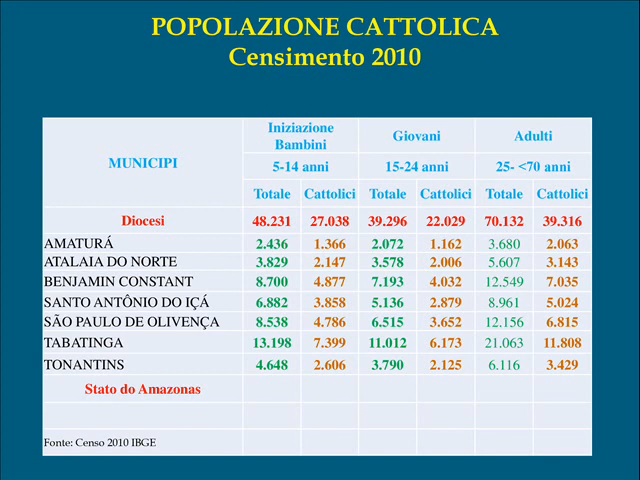 POPOLAZIONE CATTOLICA
Censimento 2010
MUNICIPI
Iniziazione Bambini Giovani Adulti
5-14 anni 15-24 anni 25- <70 anni
Totale Cattolici Totale Cattolici Totale Cattolici
Diocesi 48.231 27.038 39.296 22.029 70.132 39.316
AMATURÁ 2.436 1.366 2.072 1.162 3.680 2.063
ATALAIA DO NORTE 3.829 2.147 3.578 2.006 5.607 3.143
BENJAMIN CONSTANT 8.700 4.877 7.193 4.032 12.549 7.035
SANTO ANTÔNIO DO IÇÁ 6.882 3.858 5.136 2.879 8.961 5.024
SÃO PAULO DE OLIVENÇA 8.538 4.786 6.515 3.652 12.156 6.815
TABATINGA 13.198 7.399 11.012 6.173 21.063 11.808
TONANTINS 4.648 2.606 3.790 2.125 6.116 3.429
Stato do Amazonas
Fonte: Censo 2010 IBGE